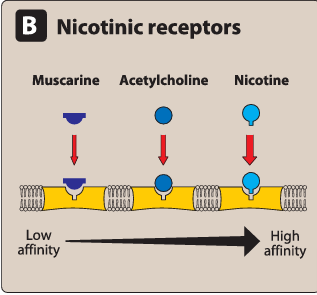 B Nicotinic receptors
Muscarine Acetylcholine Nicotine
Low
affinity
High
affinity